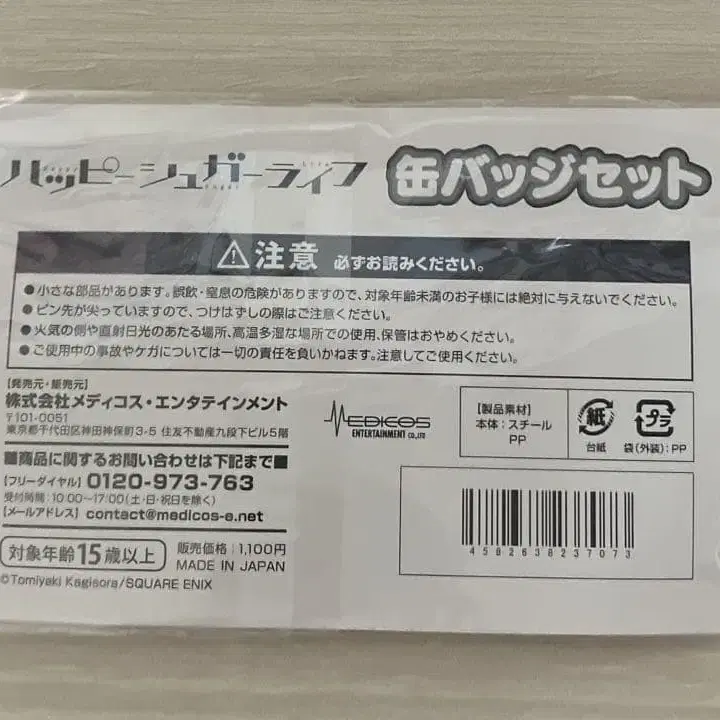 ハッピーシュガーライフ 缶バッジセット
⚠注意 必ずお読みください。
●小さな部品があります。誤飲・窒息の危険がありますので、対象年齢未満のお子様には絶対に与えないでください。
●ピン先が尖っていますので、つけはずしの際はご注意ください。
●火気の側や直射日光のあたる場所、高温多湿な場所での使用、保管はおやめください。
●ご使用中の事故やケガについては一切の責任を負いかねます。注意してご使用ください。
【発売元・販売元】
株式会社メディコス・エンタテインメント
〒101-0051
東京都千代田区神田神保町3-5 住友不動産九段下ビル5階
■商品に関するお問い合わせは下記まで■
【フリーダイヤル】0120-973-763
受付時間:10:00~17:00(土・日・祝日を除く)
【メールアドレス】contact@medicos-e.net
対象年齢15歳以上
販売価格:1,100円
MADE IN JAPAN
©Tomiyaki Kagisora/SQUARE ENIX
MEDICOS
ENTERTAINMENT CO.,LTD
【製品素材】
本体:スチール
PP
紙
台紙
プラ
袋(外装):PP
4582638237073